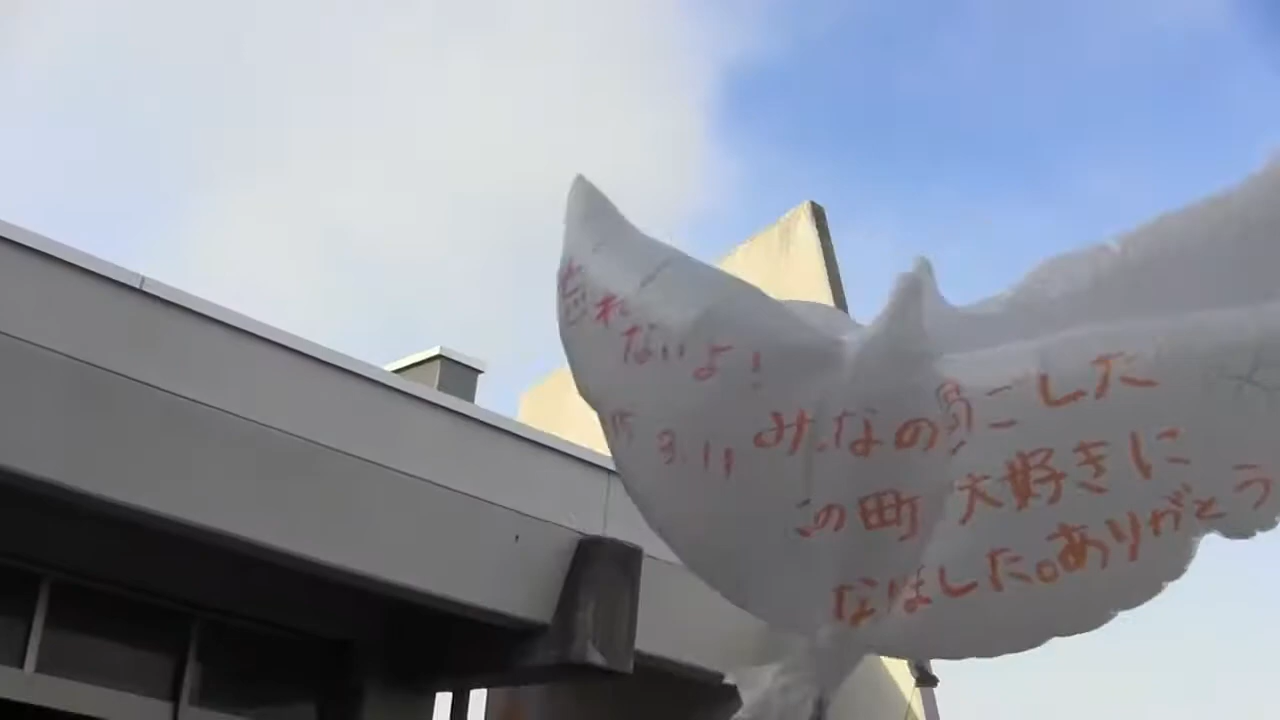 忘れ
ないよ!
15 3.11 みんなの過ごした
この町 大好きに
なりました。ありがとう